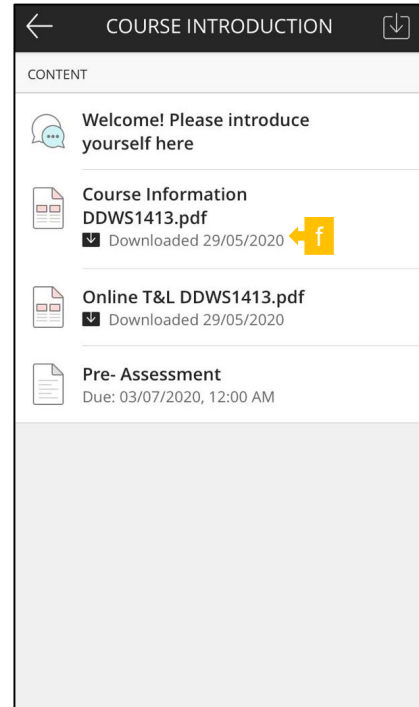 COURSE INTRODUCTION
CONTENT
Welcome! Please introduce
yourself here
Course Information
DDWS1413.pdf
Downloaded 29/05/2020 f
Online T&L DDWS1413.pdf
Downloaded 29/05/2020
Pre- Assessment
Due: 03/07/2020, 12:00 AM